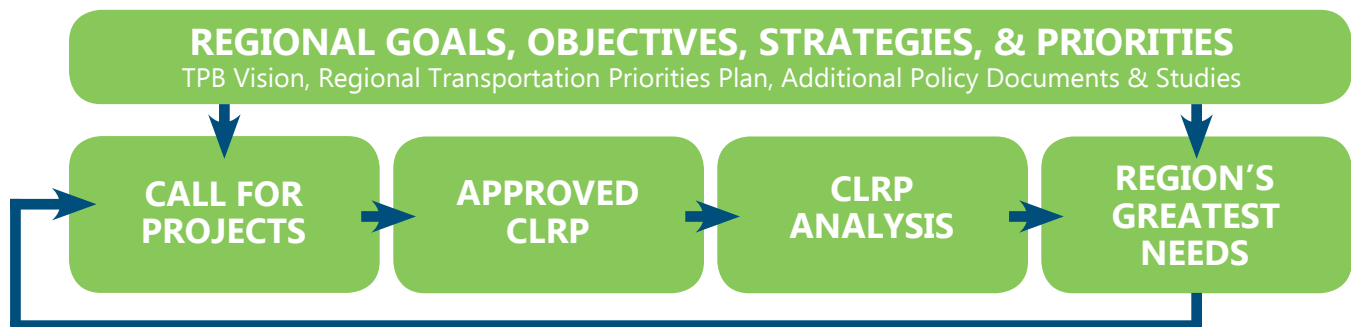 REGIONAL GOALS, OBJECTIVES, STRATEGIES, & PRIORITIES
TPB Vision, Regional Transportation Priorities Plan, Additional Policy Documents & Studies
CALL FOR
PROJECTS
APPROVED
CLRP
CLRP
ANALYSIS
REGION’S
GREATEST
NEEDS